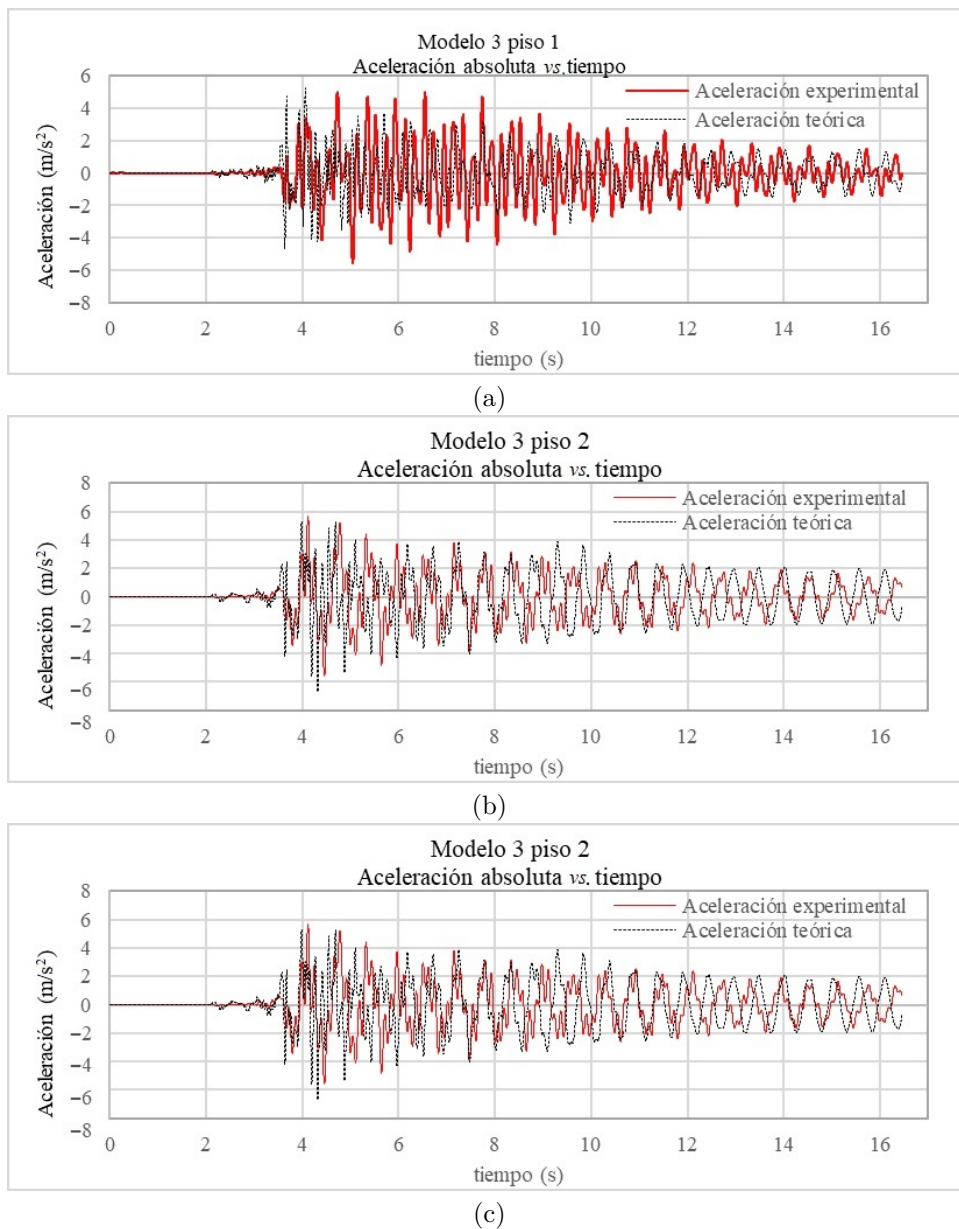 Modelo 3 piso 1
Aceleración absoluta vs.tiempo
Aceleración experimental
Aceleración teórica
Aceleración (m/s²)
6
4
2
0
−2
−4
−6
−8
0 2 4 6 8 10 12 14 16
tiempo (s)
(a)
Modelo 3 piso 2
Aceleración absoluta vs. tiempo
Aceleración experimental
Aceleración teórica
Aceleración (m/s²)
8
6
4
2
0
−2
−4
−6
−8
0 2 4 6 8 10 12 14 16
tiempo (s)
(b)
Modelo 3 piso 2
Aceleración absoluta vs. tiempo
Aceleración experimental
Aceleración teórica
Aceleración (m/s²)
8
6
4
2
0
−2
−4
−6
−8
0 2 4 6 8 10 12 14 16
tiempo (s)
(c)